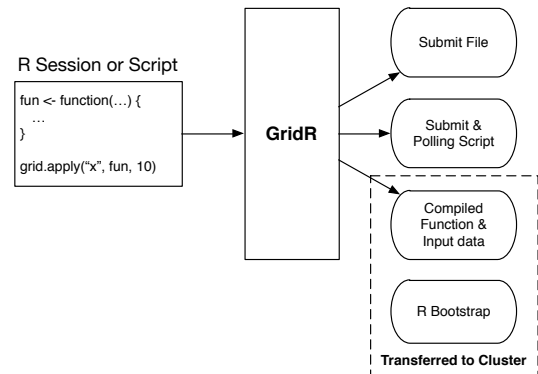 R Session or Script
fun <- function(…) {
…
}
grid.apply("x", fun, 10)
GridR
Submit File
Submit &
Polling Script
Compiled
Function &
Input data
R Bootstrap
Transferred to Cluster